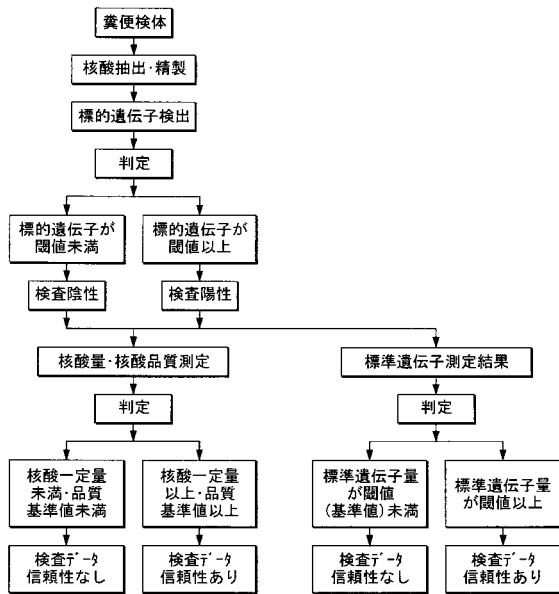 糞便検体
核酸抽出・精製
標的遺伝子検出
判定
標的遺伝子が
閾値未満
標的遺伝子が
閾値以上
検査陰性
検査陽性
核酸量・核酸品質測定
標準遺伝子測定結果
判定
判定
核酸一定量
未満・品質
基準値未満
核酸一定量
以上・品質
基準値以上
標準遺伝子量
が閾値
(基準値)未満
標準遺伝子量
が閾値以上
検査データ
信頼性なし
検査データ
信頼性あり
検査データ
信頼性なし
検査データ
信頼性あり